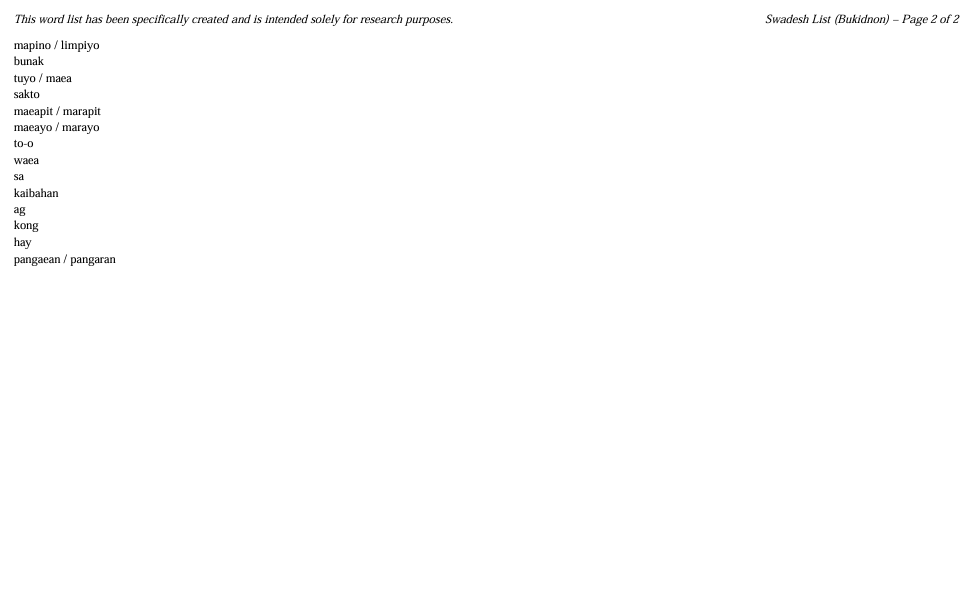 This word list has been specifically created and is intended solely for research purposes. Swadesh List (Bukidnon) – Page 2 of 2
mapino / limpiyo
bunak
tuyo / maea
sakto
maeapit / marapit
maeayo / marayo
to-o
waea
sa
kaibahan
ag
kong
hay
pangaean / pangaran